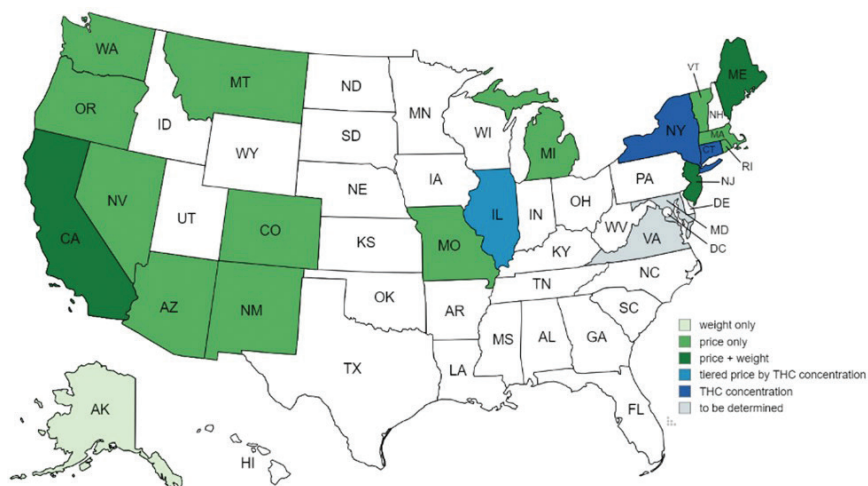 WA
MT
ND
MN
VT
ME
OR
ID
SD
WI
NY
NH
MA
WY
MI
CT
RI
NE
IA
PA
NJ
NV
UT
IL
IN
OH
DE
CO
KS
MO
WV
MD
VA
DC
CA
KY
AZ
NM
OK
AR
TN
NC
SC
MS
AL
GA
TX
LA
FL
AK
HI
weight only
price only
price + weight
tiered price by THC concentration
THC concentration
to be determined